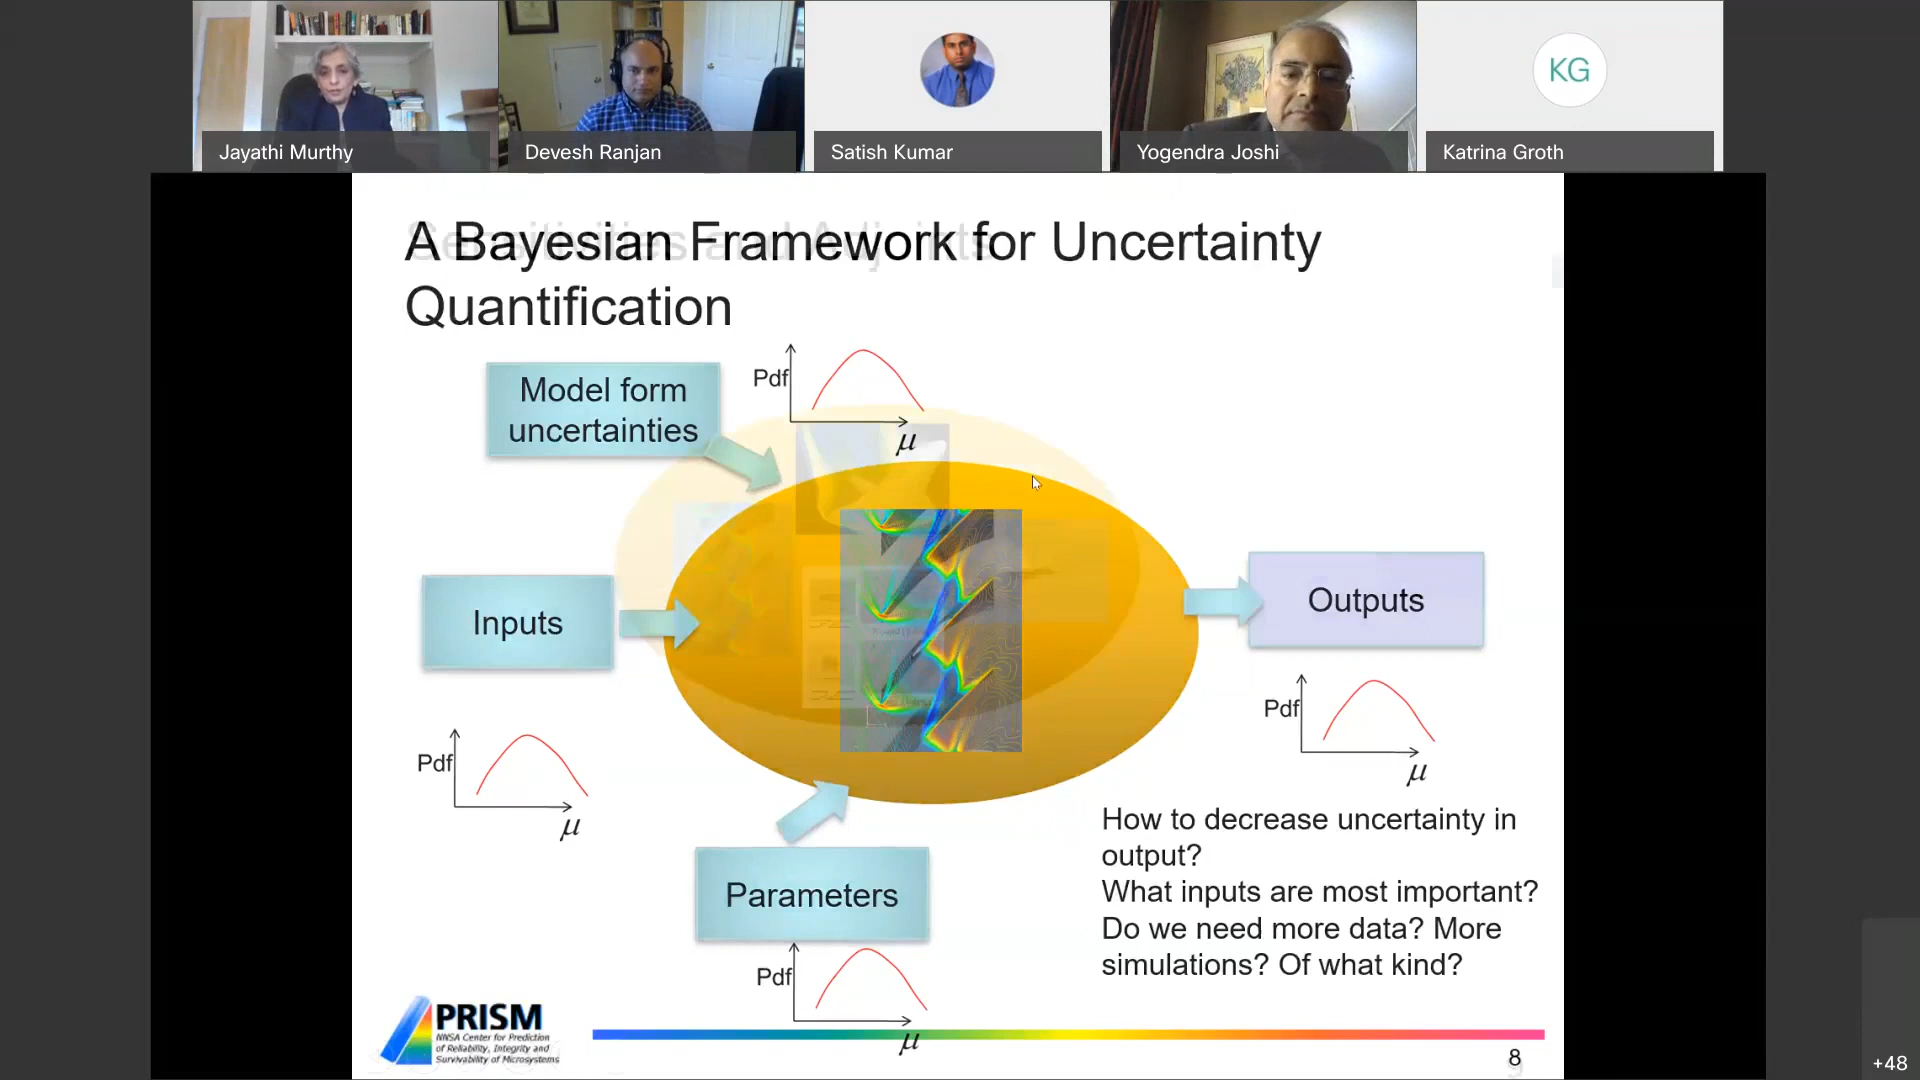 KG
Jayathi Murthy
Devesh Ranjan
Satish Kumar
Yogendra Joshi
Katrina Groth
A Bayesian Framework for Uncertainty
Quantification
Model form
uncertainties
Pdf
μ
Inputs
Outputs
Pdf
μ
Pdf
μ
Parameters
Pdf
μ
How to decrease uncertainty in
output?
What inputs are most important?
Do we need more data? More
simulations? Of what kind?
PRISM
NNSA Center for Prediction
of Reliability, Integrity and
Survivability of Microsystems
8
+48